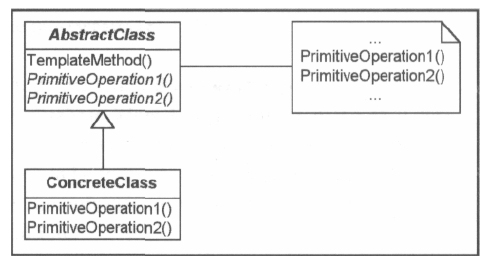 AbstractClass
TemplateMethod()
PrimitiveOperation1()
PrimitiveOperation2()
...
PrimitiveOperation1()
PrimitiveOperation2()
...
ConcreteClass
PrimitiveOperation1()
PrimitiveOperation2()